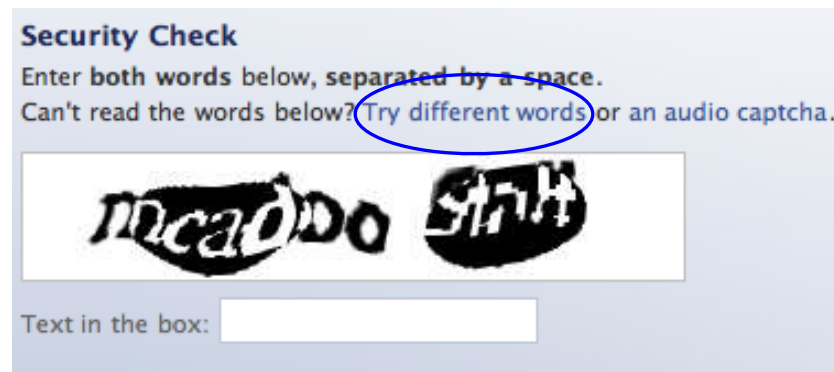 Security Check
Enter both words below, separated by a space.
Can't read the words below? Try different words or an audio captcha.
Text in the box: